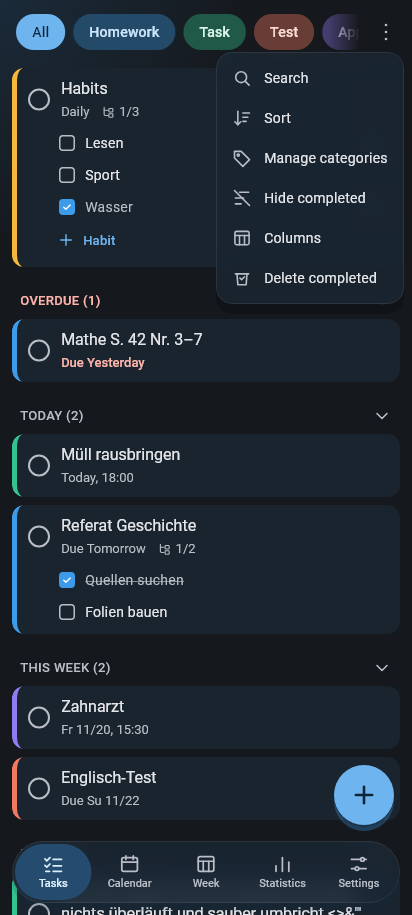 All
Homework
Task
Test
Habits
Daily 1/3
Lesen
Sport
Wasser
+ Habit
Search
Sort
Manage categories
Hide completed
Columns
Delete completed
OVERDUE (1)
Mathe S. 42 Nr. 3–7
Due Yesterday
TODAY (2)
Müll rausbringen
Today, 18:00
Referat Geschichte
Due Tomorrow 1/2
Quellen suchen
Folien bauen
THIS WEEK (2)
Zahnarzt
Fr 11/20, 15:30
Englisch-Test
Due Su 11/22
Tasks
Calendar
Week
Statistics
Settings
nichts überläuft und sauber umbricht <>&"'